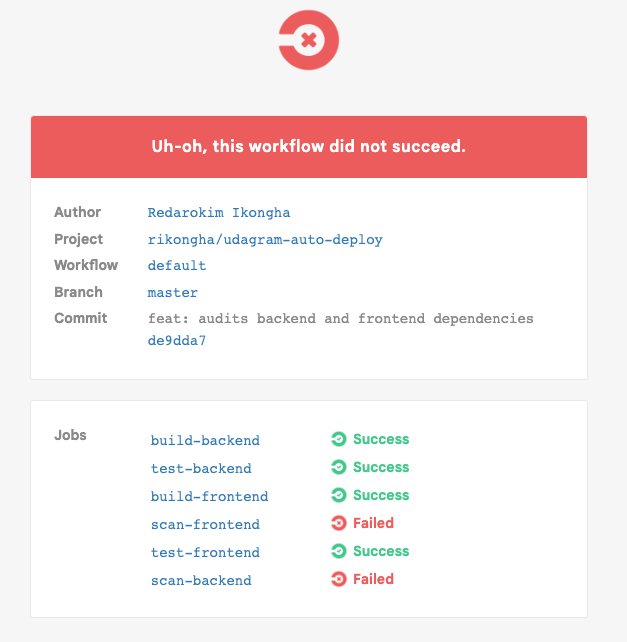 Uh-oh, this workflow did not succeed.
Author Redarokim Ikongha
Project rikongha/udagram-auto-deploy
Workflow default
Branch master
Commit feat: audits backend and frontend dependencies
de9dda7
Jobs build-backend Success
test-backend Success
build-frontend Success
scan-frontend Failed
test-frontend Success
scan-backend Failed